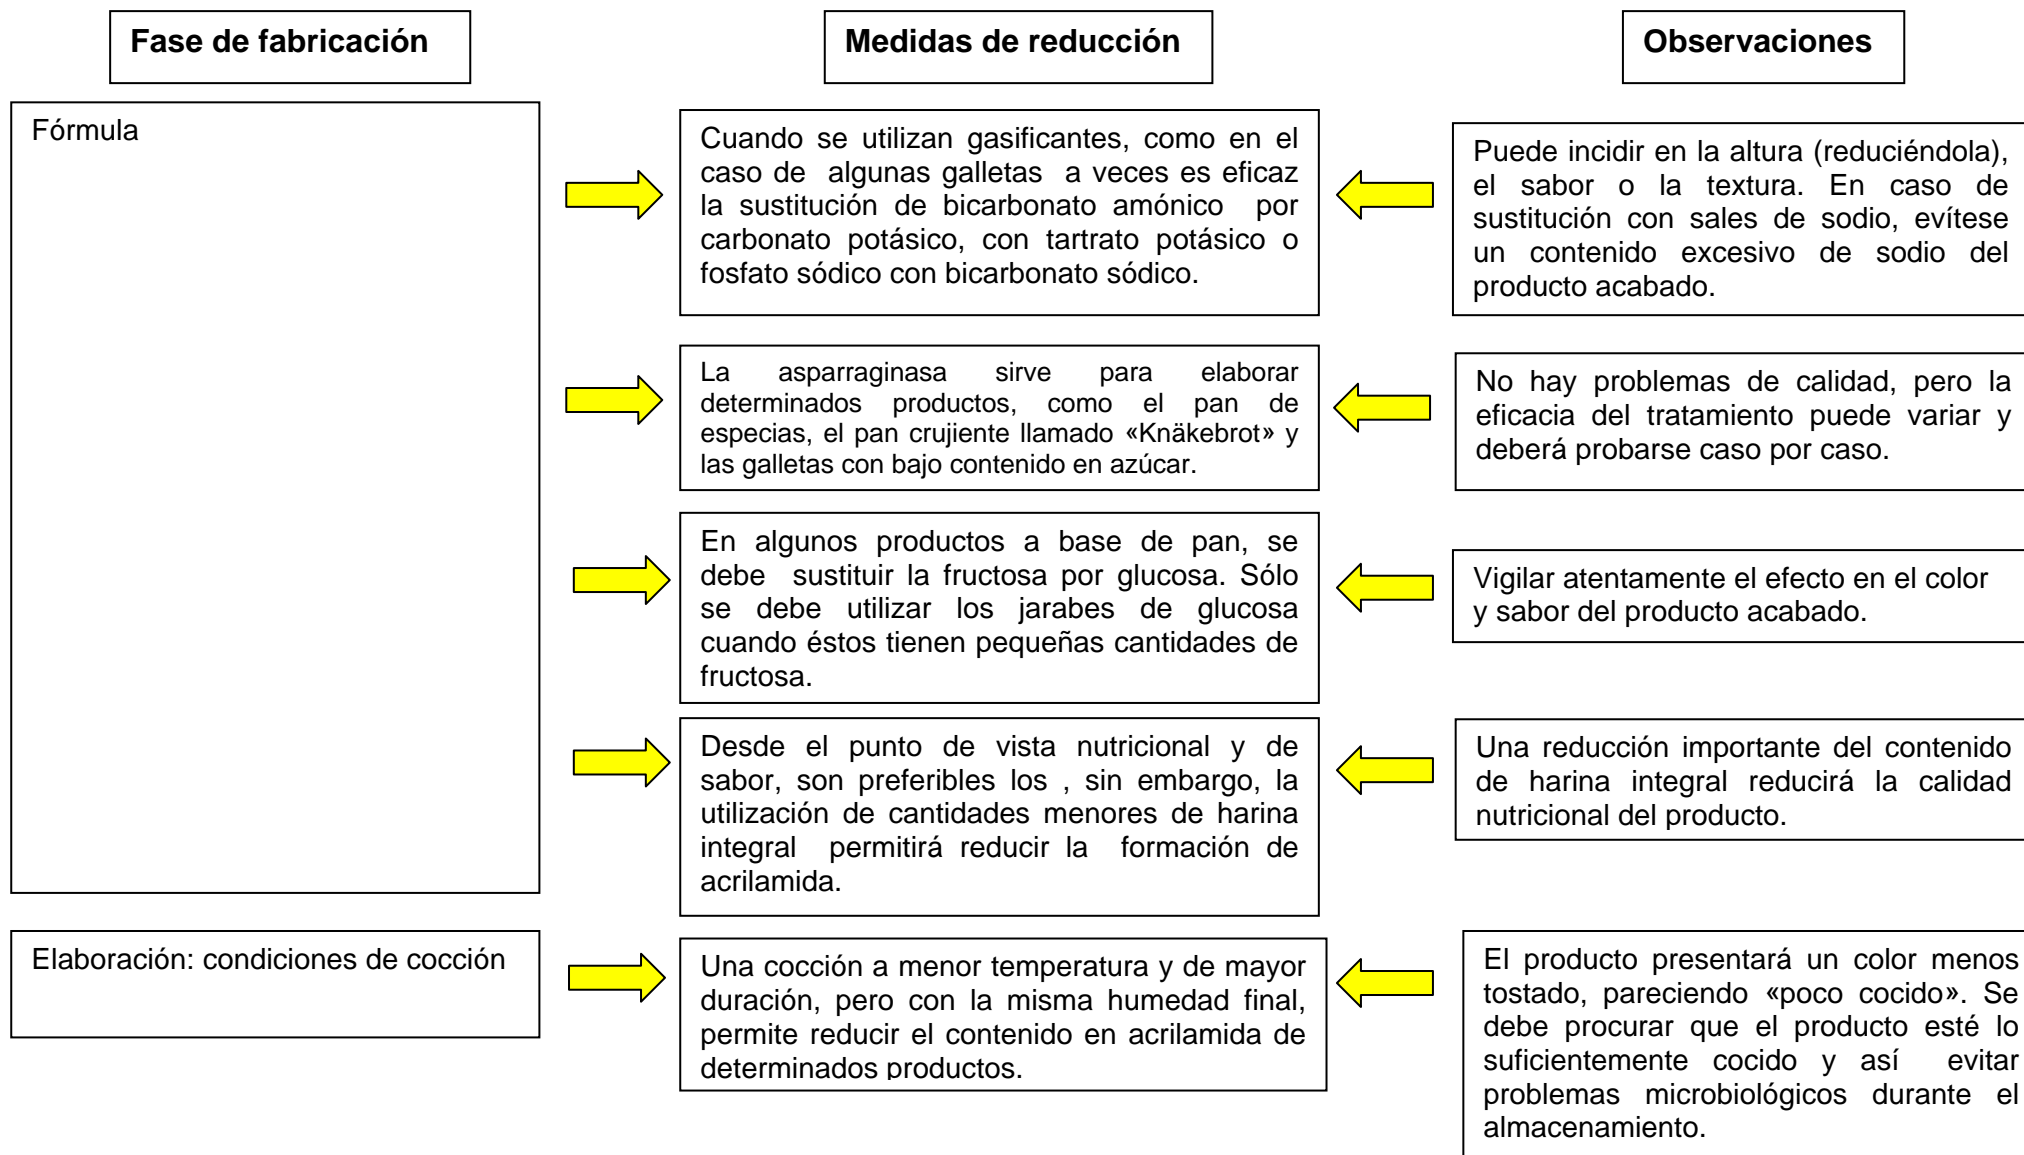 Fase de fabricación
Medidas de reducción
Observaciones
Fórmula
Cuando se utilizan gasificantes, como en el
caso de algunas galletas a veces es eficaz
la sustitución de bicarbonato amónico por
carbonato potásico, con tartrato potásico o
fosfato sódico con bicarbonato sódico.
Puede incidir en la altura (reduciéndola),
el sabor o la textura. En caso de
sustitución con sales de sodio, evítese
un contenido excesivo de sodio del
producto acabado.
La asparraginasa sirve para elaborar
determinados productos, como el pan de
especias, el pan crujiente llamado «Knäkebrot» y
las galletas con bajo contenido en azúcar.
No hay problemas de calidad, pero la
eficacia del tratamiento puede variar y
deberá probarse caso por caso.
En algunos productos a base de pan, se
debe sustituir la fructosa por glucosa. Sólo
se debe utilizar los jarabes de glucosa
cuando éstos tienen pequeñas cantidades de
fructosa.
Vigilar atentamente el efecto en el color
y sabor del producto acabado.
Desde el punto de vista nutricional y de
sabor, son preferibles los , sin embargo, la
utilización de cantidades menores de harina
integral permitirá reducir la formación de
acrilamida.
Una reducción importante del contenido
de harina integral reducirá la calidad
nutricional del producto.
Elaboración: condiciones de cocción
Una cocción a menor temperatura y de mayor
duración, pero con la misma humedad final,
permite reducir el contenido en acrilamida de
determinados productos.
El producto presentará un color menos
tostado, pareciendo «poco cocido». Se
debe procurar que el producto esté lo
suficientemente cocido y así evitar
problemas microbiológicos durante el
almacenamiento.